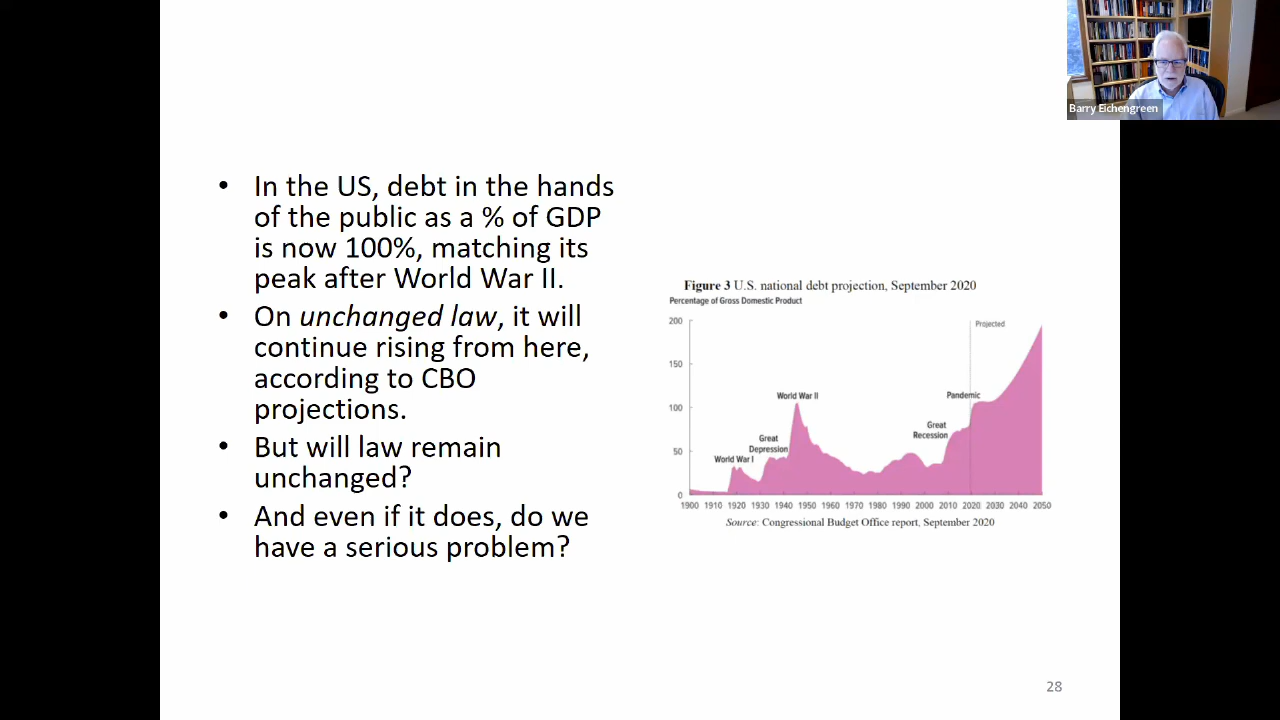 Barry Eichengreen
• In the US, debt in the hands
of the public as a % of GDP
is now 100%, matching its
peak after World War II.
• On unchanged law, it will
continue rising from here,
according to CBO
projections.
• But will law remain
unchanged?
• And even if it does, do we
have a serious problem?
Figure 3 U.S. national debt projection, September 2020
Percentage of Gross Domestic Product
200
Projected
150
World War II
Pandemic
100
Great
Recession
Great
Depression
50
World War I
0
1900 1910 1920 1930 1940 1950 1960 1970 1980 1990 2000 2010 2020 2030 2040 2050
Source: Congressional Budget Office report, September 2020
28